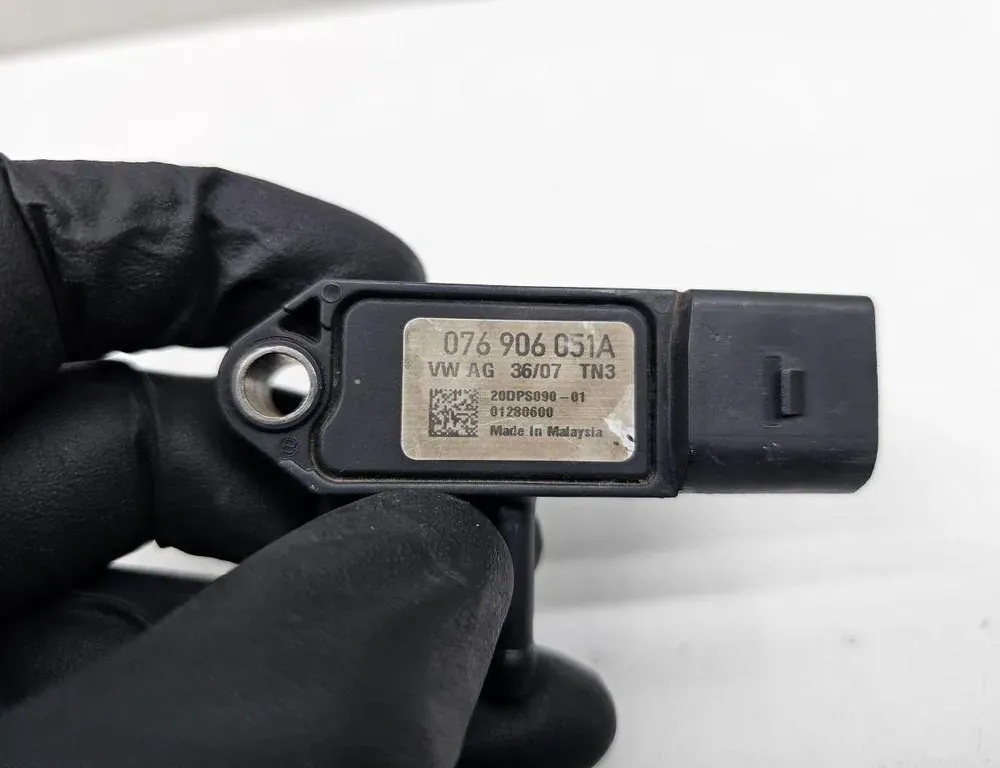 076 906 051A
VW AG 36/07 TN3
20DPS090-01
01280600
Made In Malaysia